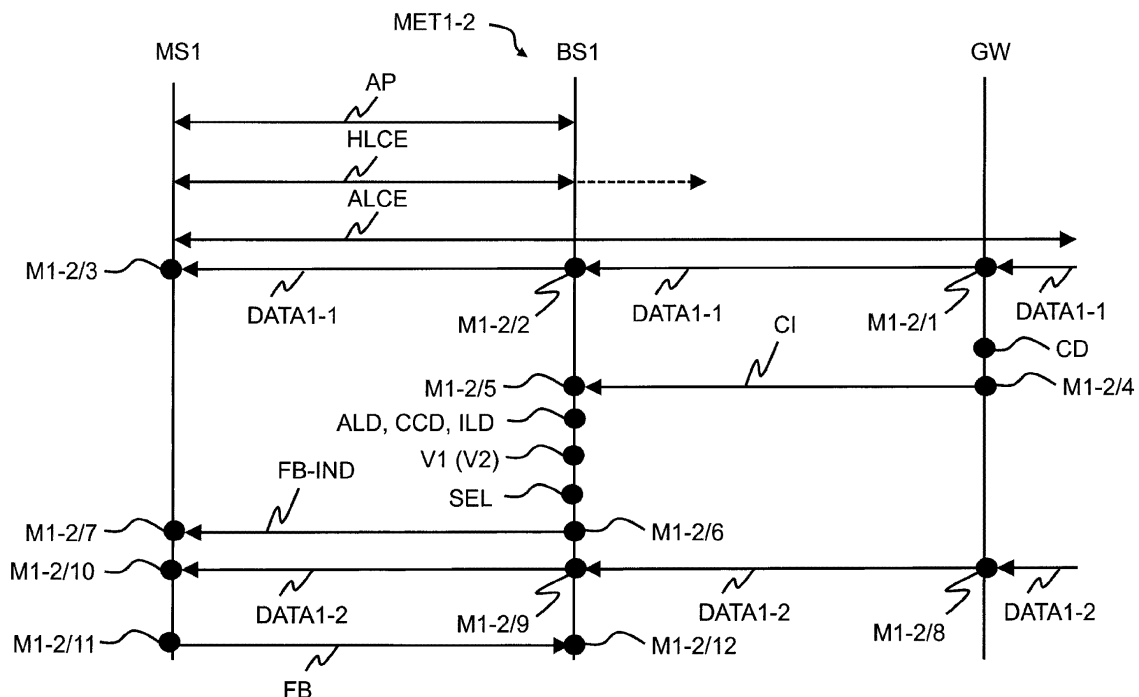 MET1-2
MS1
BS1
GW
AP
HLCE
ALCE
M1-2/3
DATA1-1
M1-2/2
DATA1-1
M1-2/1
DATA1-1
CI
CD
M1-2/5
M1-2/4
ALD, CCD, ILD
V1 (V2)
FB-IND
SEL
M1-2/7
M1-2/6
M1-2/10
DATA1-2
M1-2/9
DATA1-2
M1-2/8
DATA1-2
M1-2/11
M1-2/12
FB